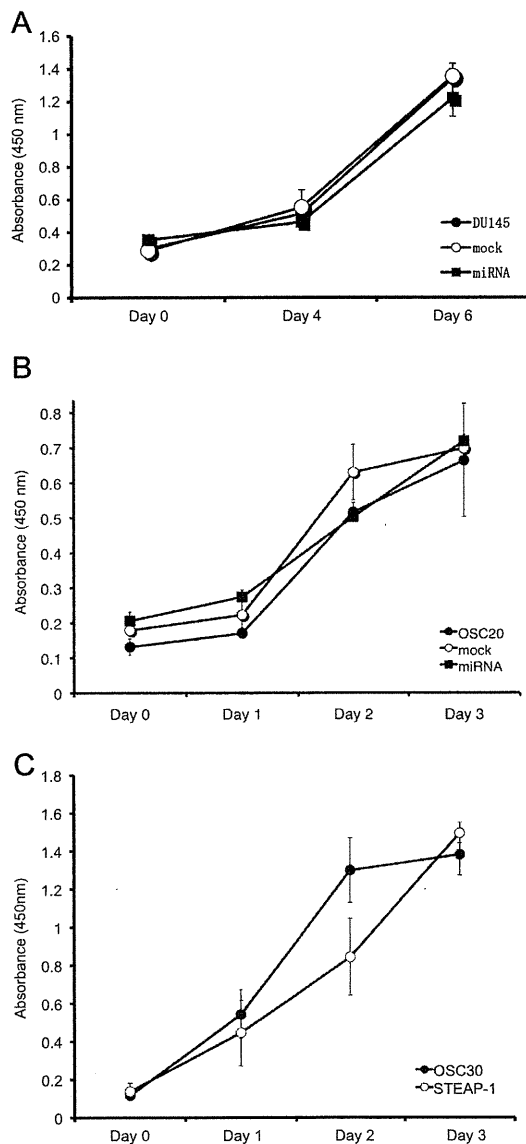 A
Absorbance (450 nm)
1.6
1.4
1.2
1
0.8
0.6
0.4
0.2
0
DU145
mock
miRNA
Day 0
Day 4
Day 6
B
Absorbance (450 nm)
0.8
0.7
0.6
0.5
0.4
0.3
0.2
0.1
0
OSC20
mock
miRNA
Day 0
Day 1
Day 2
Day 3
C
Absorbance (450nm)
1.8
1.6
1.4
1.2
1
0.8
0.6
0.4
0.2
0
OSC30
STEAP-1
Day 0
Day 1
Day 2
Day 3